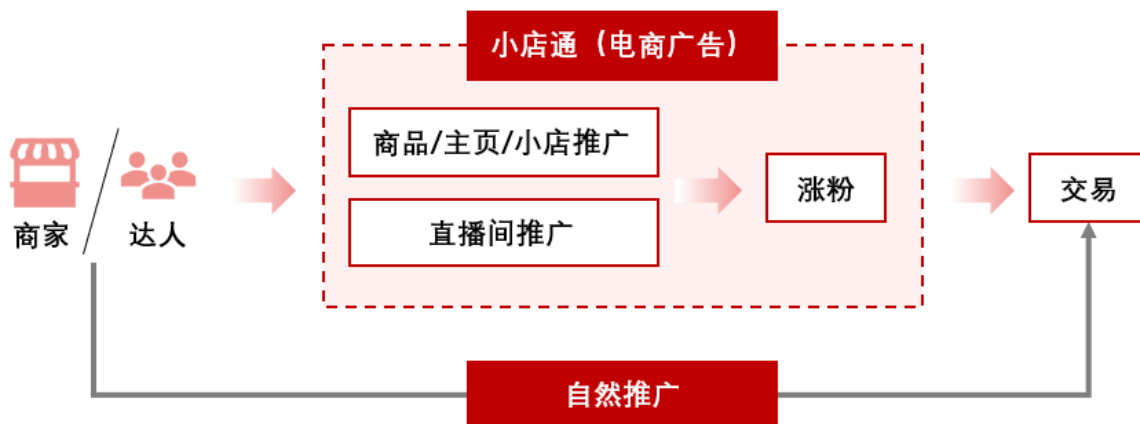 小店通（电商广告）
商品/主页/小店推广
直播间推广
涨粉
交易
商家
达人
自然推广